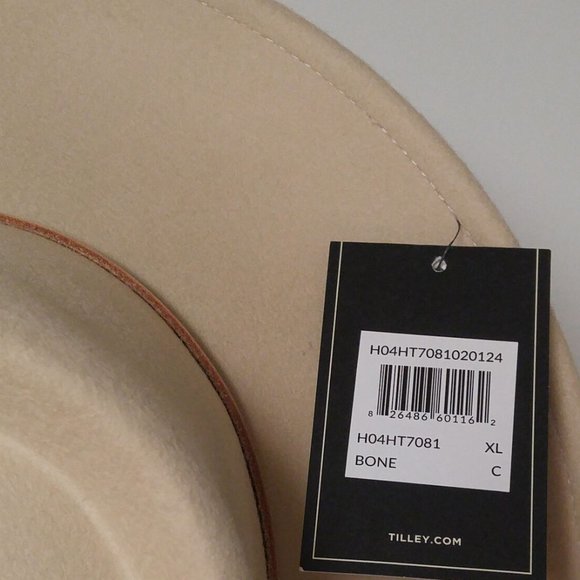 H04HT7081020124
8 26486 60116 2
H04HT7081 XL
BONE C
TILLEY.COM